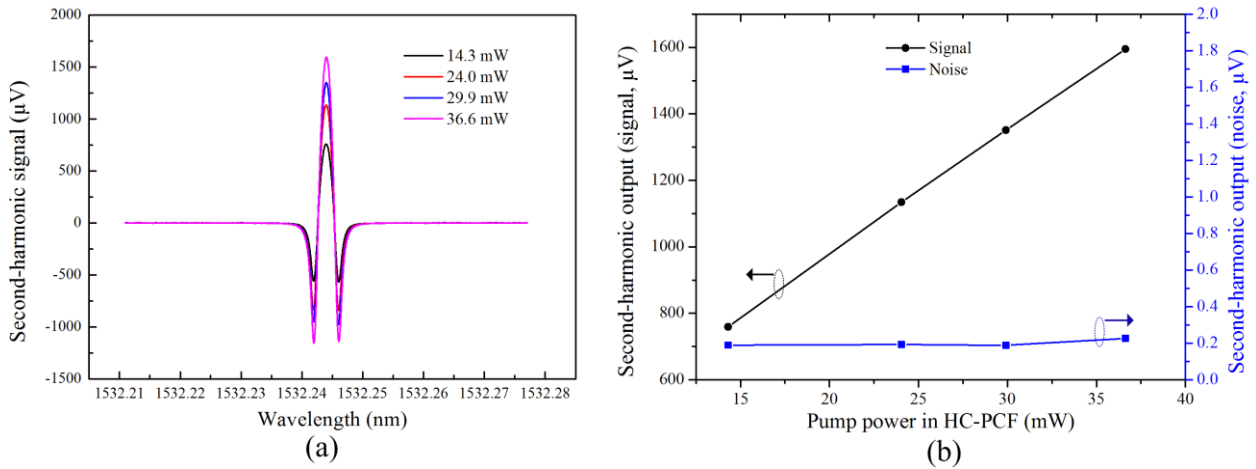 2000
1500
1000
500
0
-500
-1000
-1500
Second-harmonic signal (µV)
14.3 mW
24.0 mW
29.9 mW
36.6 mW
1532.21 1532.22 1532.23 1532.24 1532.25 1532.26 1532.27 1532.28
Wavelength (nm)
(a)
1600
1400
1200
1000
800
600
Second-harmonic output (signal, µV)
Signal
Noise
2.0
1.8
1.6
1.4
1.2
1.0
0.8
0.6
0.4
0.2
0.0
Second-harmonic output (noise, µV)
15 20 25 30 35 40
Pump power in HC-PCF (mW)
(b)